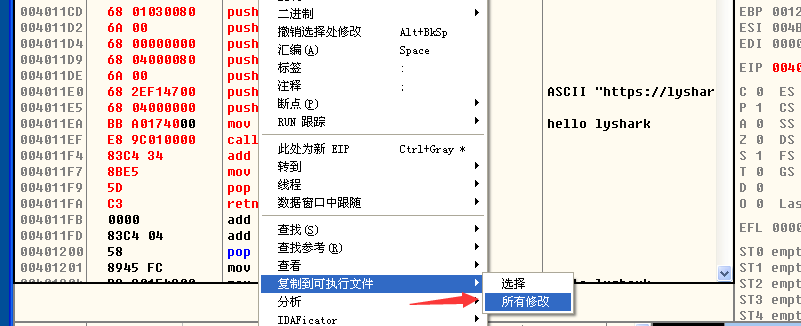 004011CD 68 01030080 push
004011D2 6A 00 push
004011D4 68 00000000 push
004011D9 68 04000080 push
004011DE 6A 00 push
004011E0 68 2EF14700 push ASCII "https://lyshar
004011E5 68 04000000 push
004011EA BB A0174000 mov hello lyshark
004011EF E8 9C010000 call
004011F4 83C4 34 add
004011F7 8BE5 mov
004011F9 5D pop
004011FA C3 retn
004011FB 0000 add
004011FD 83C4 04 add
00401200 58 pop
00401201 8945 FC mov
二进制
撤销选择处修改 Alt+BkSp
汇编(A) Space
标签 :
注释 ;
断点(P)
RUN 跟踪
此处为新 EIP Ctrl+Gray *
转到
线程
数据窗口中跟随
查找(S)
查找参考(R)
查看
复制到可执行文件
分析
IDAFicator
选择
所有修改
EBP 0012
ESI 004B
EDI 0000
EIP 0040
C 0 ES
P 1 CS
A 0 SS
Z 0 DS
S 1 FS
T 0 GS
D 0
O 0 Las
EFL 0000
ST0 em
ST1 em
ST2 em
ST3 em
ST4 em